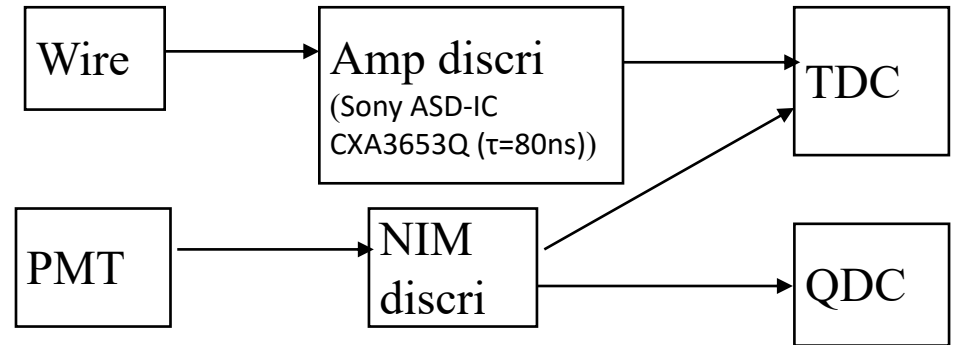 Wire
Amp discri
(Sony ASD-IC
CXA3653Q (τ=80ns))
TDC
PMT
NIM
discri
QDC